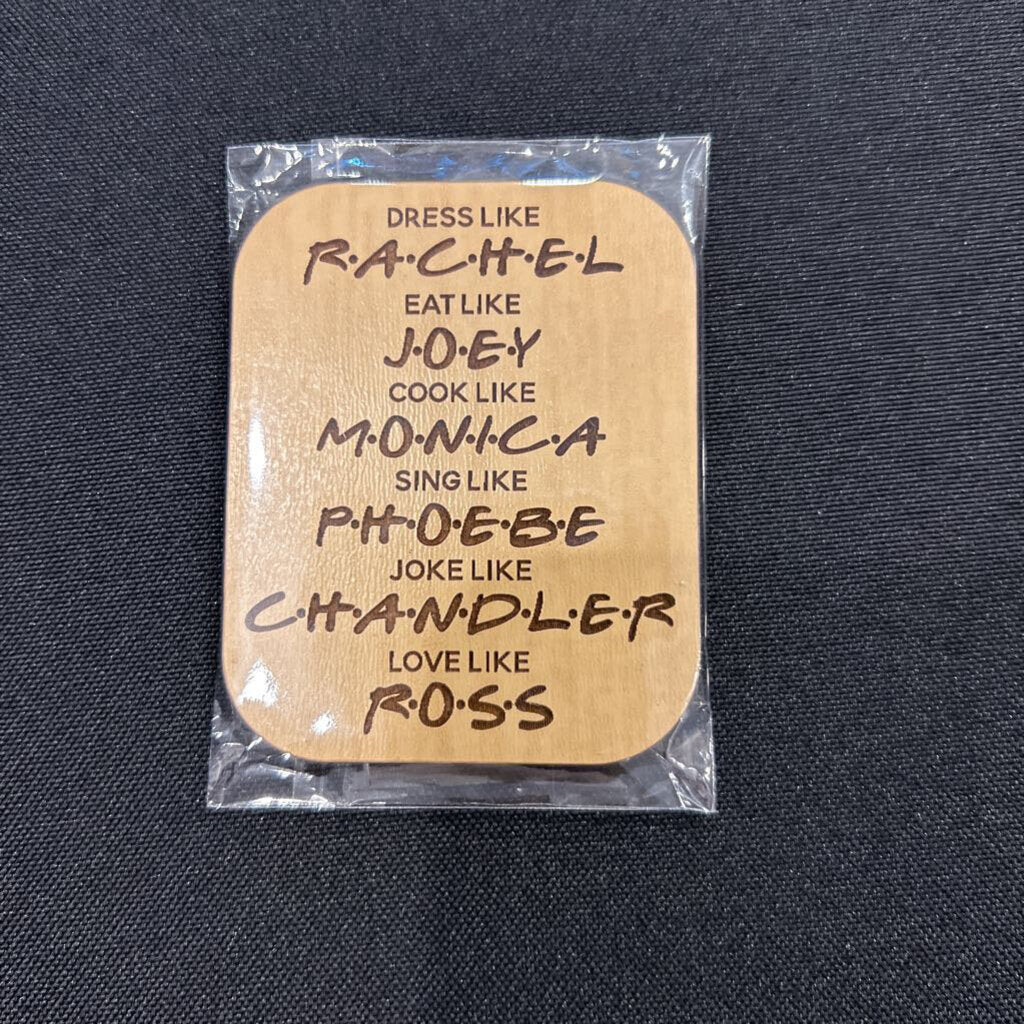 DRESS LIKE
R·A·C·H·E·L
EAT LIKE
J·O·E·Y
COOK LIKE
M·O·N·I·C·A
SING LIKE
P·H·O·E·B·E
JOKE LIKE
C·H·A·N·D·L·E·R
LOVE LIKE
R·O·S·S